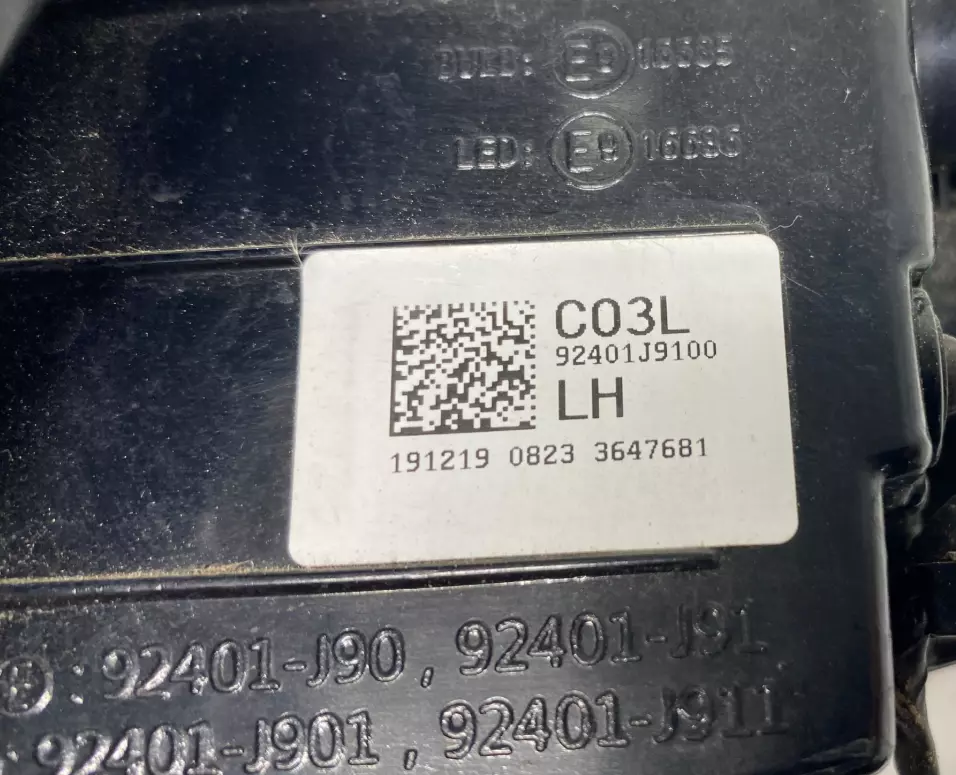 BULB: E9 16685
LED: E9 16686
C03L
92401J9100
LH
191219 0823 3647681
: 92401-J90, 92401-J91
92401-J901, 92401-J911